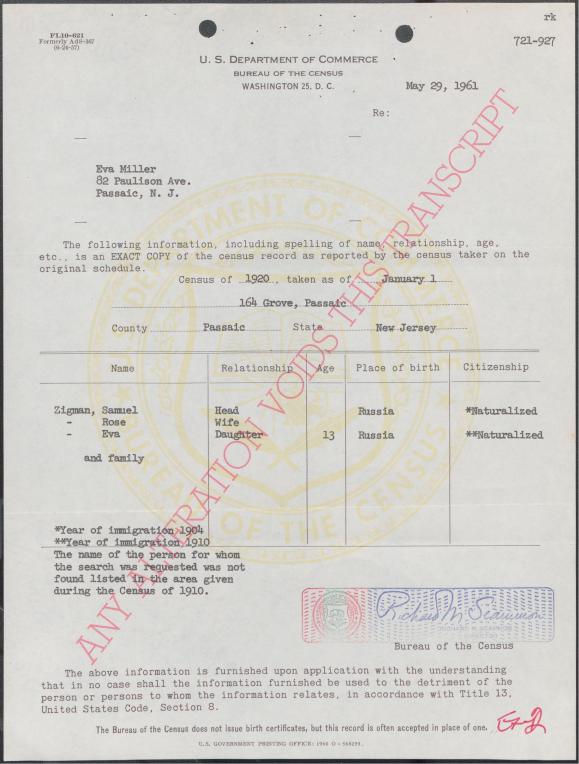 rk
FL10-621
Formerly Ad8-367
(6-24-57)
721-927
U. S. DEPARTMENT OF COMMERCE
BUREAU OF THE CENSUS
WASHINGTON 25, D. C.
May 29, 1961
Re:
Eva Miller
82 Paulison Ave.
Passaic, N. J.
The following information, including spelling of name, relationship, age,
etc., is an EXACT COPY of the census record as reported by the census taker on the
original schedule.
Census of 1920, taken as of January 1
164 Grove, Passaic
County Passaic State New Jersey
Name Relationship Age Place of birth Citizenship
Zigman, Samuel Head Russia *Naturalized
- Rose Wife
- Eva Daughter 13 Russia **Naturalized
and family
*Year of immigration 1904
**Year of immigration 1910
The name of the person for whom
the search was requested was not
found listed in the area given
during the Census of 1910.
ANY ALTERATION VOIDS THIS TRANSCRIPT
DEPARTMENT OF COMMERCE
BUREAU OF THE CENSUS
Richard M. Scammon
Bureau of the Census
The above information is furnished upon application with the understanding
that in no case shall the information furnished be used to the detriment of the
person or persons to whom the information relates, in accordance with Title 13,
United States Code, Section 8.
The Bureau of the Census does not issue birth certificates, but this record is often accepted in place of one.
U.S. GOVERNMENT PRINTING OFFICE: 1960 O - 568299